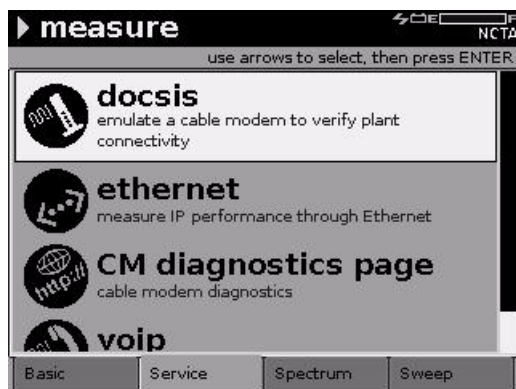 measure
E F
NCTA
use arrows to select, then press ENTER
docsis
emulate a cable modem to verify plant
connectivity
ethernet
measure IP performance through Ethernet
http://
CM diagnostics page
cable modem diagnostics
voip
Basic Service Spectrum Sweep